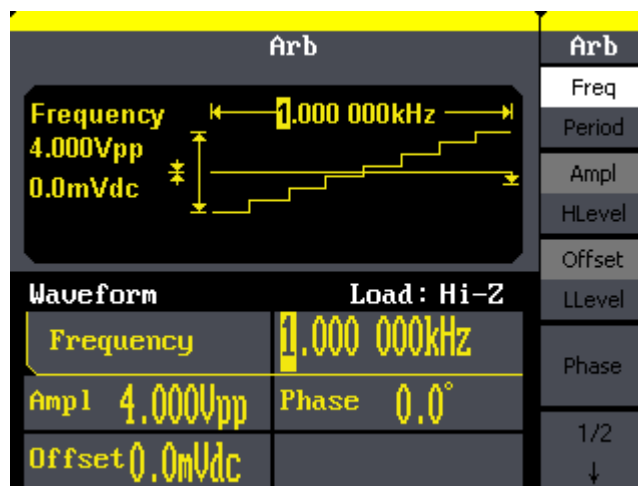 Arb
Arb
Frequency
1.000 000kHz
4.000Vpp
0.0mVdc
Freq
Period
Ampl
HLevel
Offset
LLevel
Phase
1/2
↓
Waveform
Load: Hi-Z
Frequency
1.000 000kHz
Ampl 4.000Vpp
Phase 0.0°
Offset 0.0mVdc